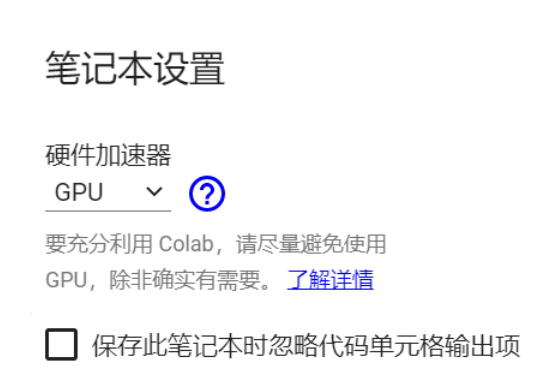 笔记本设置
硬件加速器
GPU
要充分利用 Colab，请尽量避免使用
GPU，除非确实有需要。 了解详情
保存此笔记本时忽略代码单元格输出项